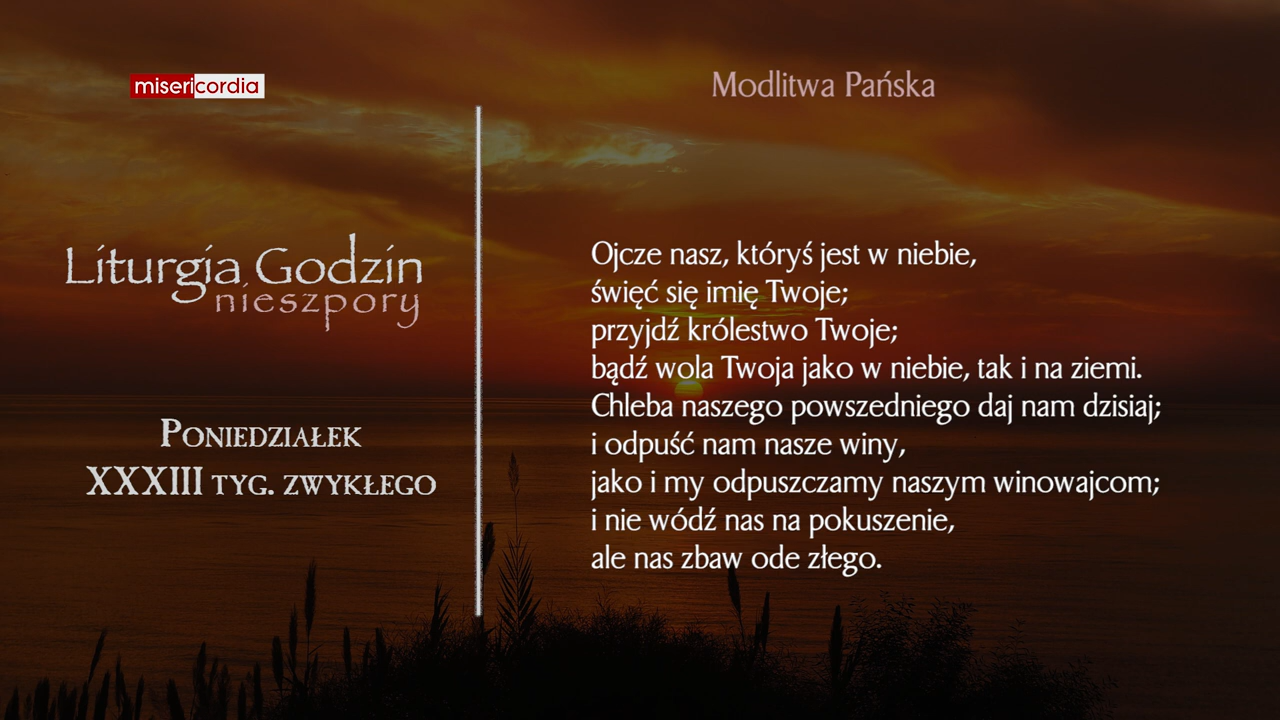 misericordia
Modlitwa Pańska
Liturgia Godzin
nieszpory
Poniedziałek
XXXIII tyg. zwykłego
Ojcze nasz, któryś jest w niebie,
święć się imię Twoje;
przyjdź królestwo Twoje;
bądź wola Twoja jako w niebie, tak i na ziemi.
Chleba naszego powszedniego daj nam dzisiaj;
i odpuść nam nasze winy,
jako i my odpuszczamy naszym winowajcom;
i nie wódź nas na pokuszenie,
ale nas zbaw ode złego.